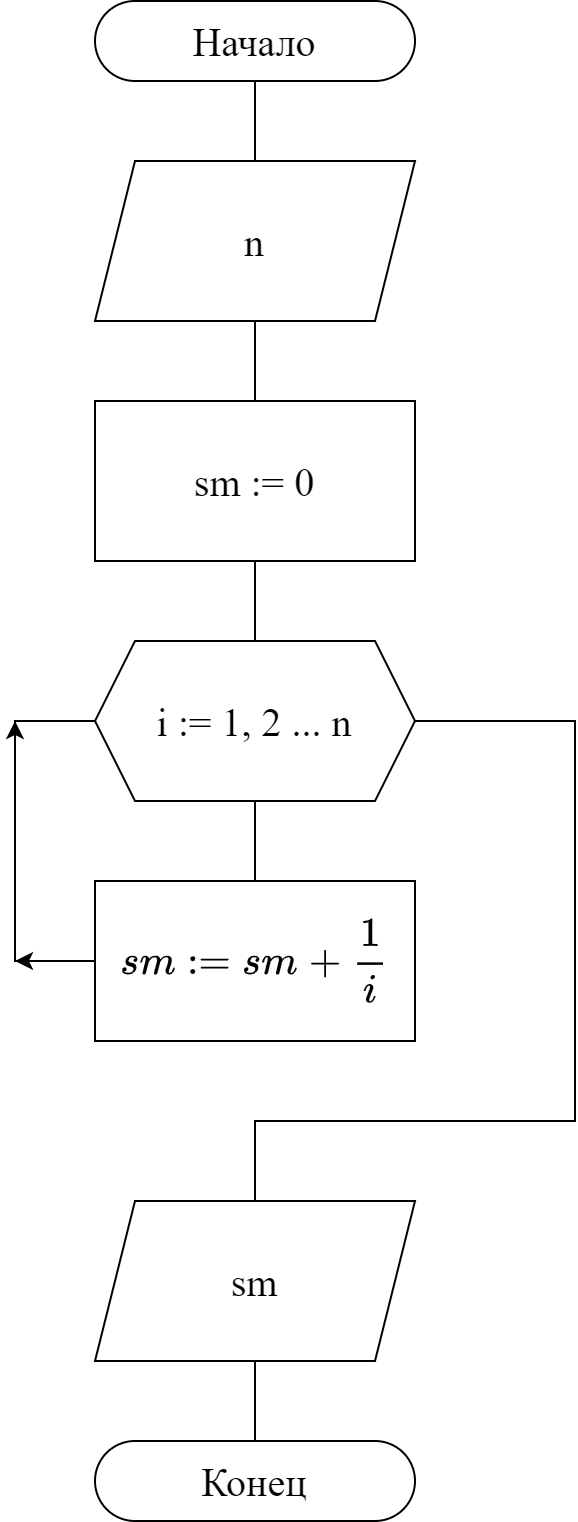 Начало
n
sm := 0
i := 1, 2 ... n
sm := sm + 1/i
sm
Конец